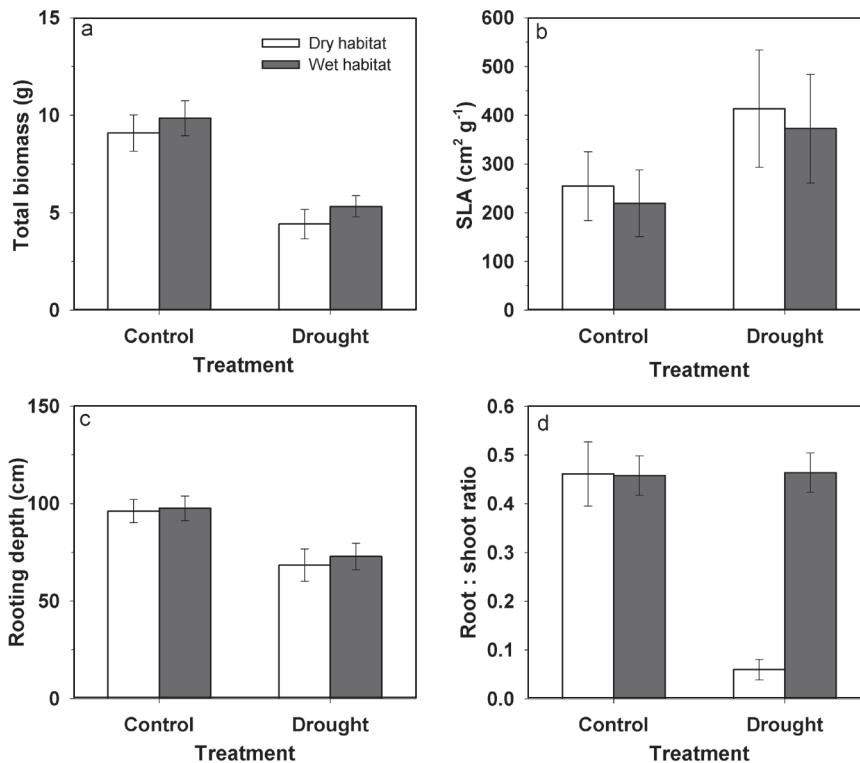 a
Dry habitat
Wet habitat
Total biomass (g)
15
10
5
0
Control Drought
Treatment
b
SLA (cm² g⁻¹)
600
500
400
300
200
100
0
Control Drought
Treatment
c
Rooting depth (cm)
150
100
50
0
Control Drought
Treatment
d
Root : shoot ratio
0.6
0.5
0.4
0.3
0.2
0.1
0.0
Control Drought
Treatment